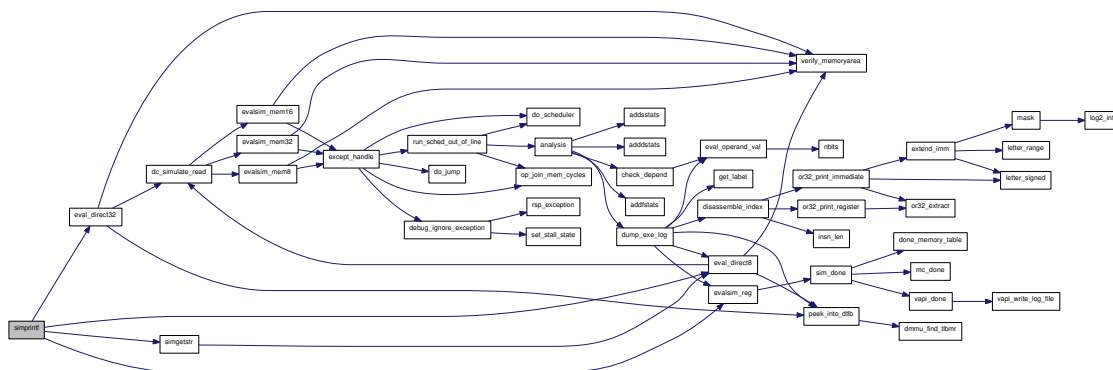 simprintf
eval_direct32
simgetstr
dc_simulate_read
evalsim_mem16
evalsim_mem32
evalsim_mem8
except_handle
run_sched_out_of_line
do_jump
debug_ignore_exception
do_scheduler
analysis
op_join_mem_cycles
rsp_exception
set_stall_state
addsstats
adddstats
check_depend
addfstats
dump_exe_log
eval_operand_val
get_label
disassemble_index
eval_direct8
evalsim_reg
verify_memoryarea
nbits
or32_print_immediate
or32_print_register
insn_len
sim_done
peek_into_dtlb
extend_imm
or32_extract
done_memory_table
mc_done
vapi_done
dmmu_find_tlbmr
mask
letter_range
letter_signed
vapi_write_log_file